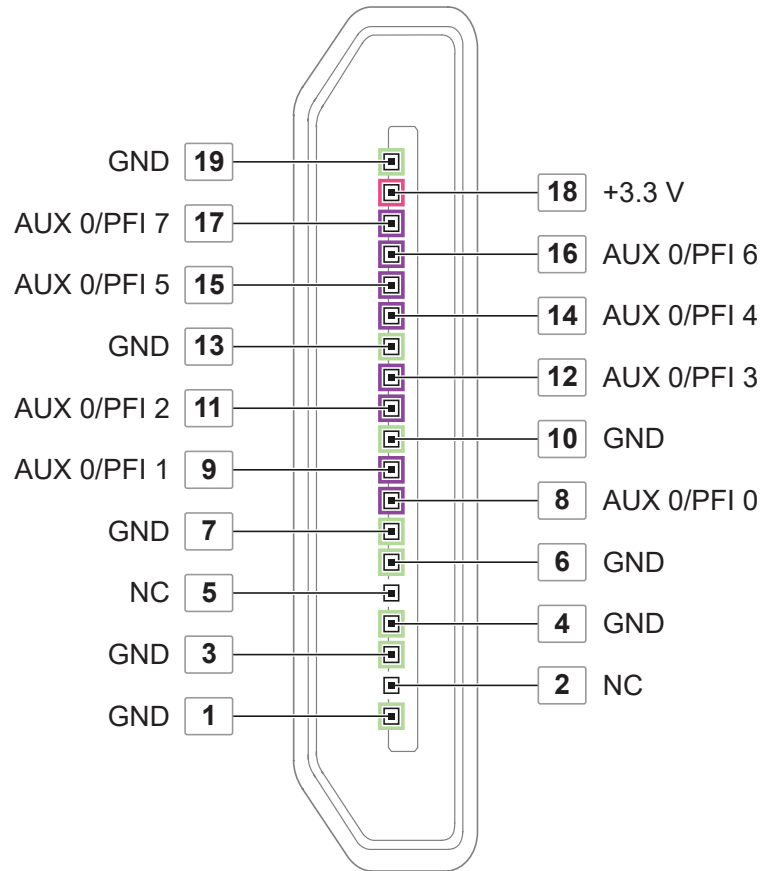 GND 19
18 +3.3 V
AUX 0/PFI 7 17
16 AUX 0/PFI 6
AUX 0/PFI 5 15
14 AUX 0/PFI 4
GND 13
12 AUX 0/PFI 3
AUX 0/PFI 2 11
10 GND
AUX 0/PFI 1 9
8 AUX 0/PFI 0
GND 7
6 GND
NC 5
4 GND
GND 3
2 NC
GND 1